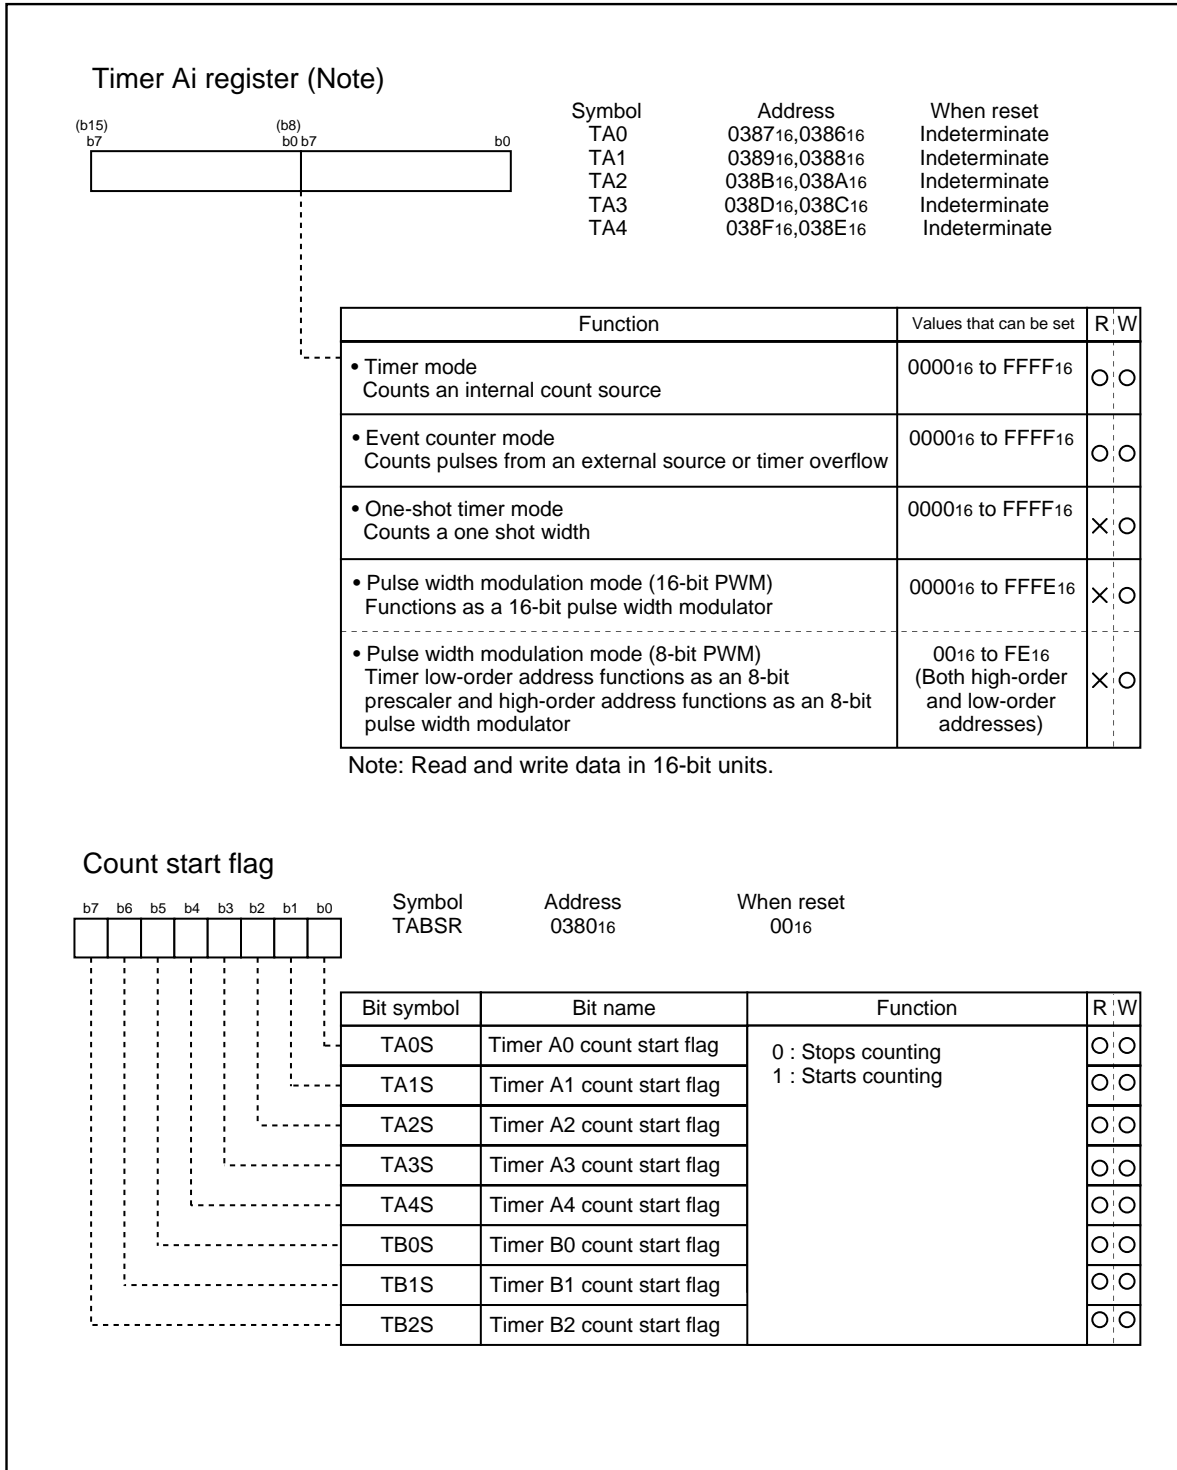 Timer Ai register (Note)
Symbol Address When reset
(b15) (b8)
b7 b0 b7 b0
TA0 038716,038616 Indeterminate
TA1 038916,038816 Indeterminate
TA2 038B16,038A16 Indeterminate
TA3 038D16,038C16 Indeterminate
TA4 038F16,038E16 Indeterminate
Function Values that can be set R W
• Timer mode 000016 to FFFF16
Counts an internal count source
• Event counter mode 000016 to FFFF16
Counts pulses from an external source or timer overflow
• One-shot timer mode 000016 to FFFF16
Counts a one shot width
• Pulse width modulation mode (16-bit PWM) 000016 to FFFE16
Functions as a 16-bit pulse width modulator
• Pulse width modulation mode (8-bit PWM) 0016 to FE16
Timer low-order address functions as an 8-bit (Both high-order
prescaler and high-order address functions as an 8-bit and low-order
pulse width modulator addresses)
Note: Read and write data in 16-bit units.
Count start flag
b7 b6 b5 b4 b3 b2 b1 b0
Symbol Address When reset
TABSR 038016 0016
Bit symbol Bit name Function R W
TA0S Timer A0 count start flag 0 : Stops counting
TA1S Timer A1 count start flag 1 : Starts counting
TA2S Timer A2 count start flag
TA3S Timer A3 count start flag
TA4S Timer A4 count start flag
TB0S Timer B0 count start flag
TB1S Timer B1 count start flag
TB2S Timer B2 count start flag